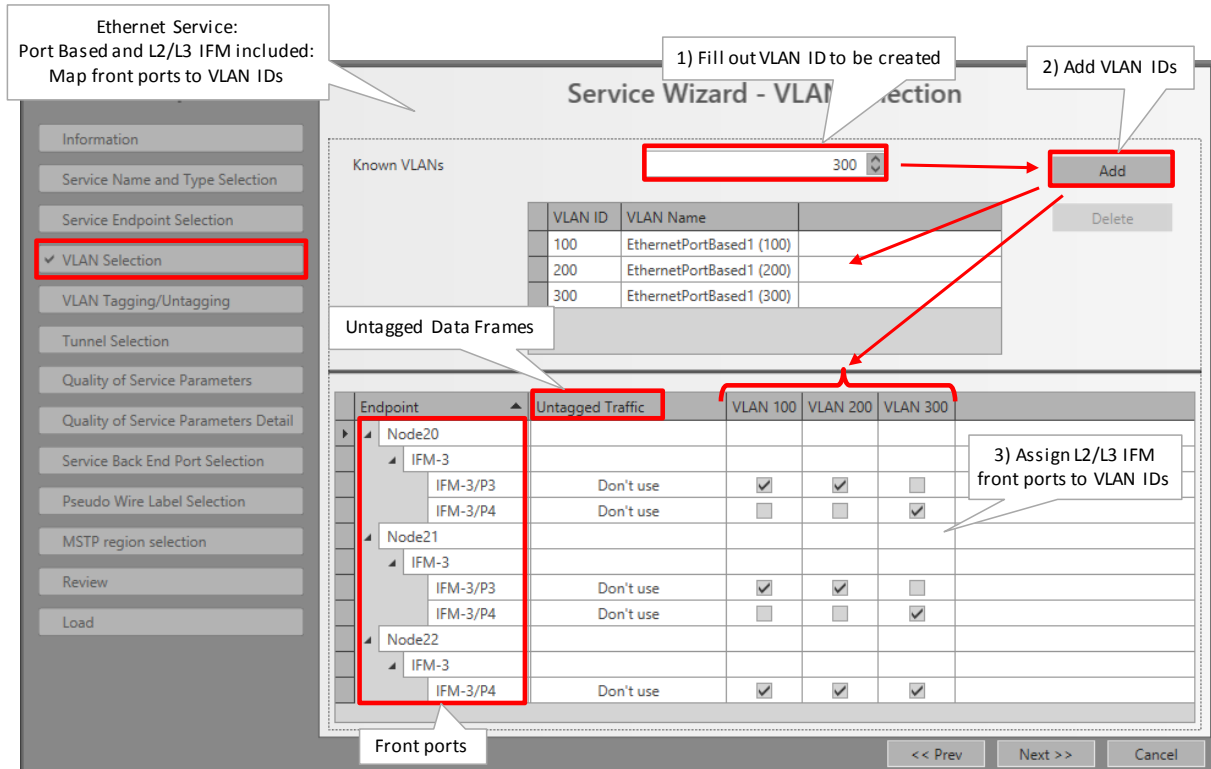 Ethernet Service:
Port Based and L2/L3 IFM included:
Map front ports to VLAN IDs
1) Fill out VLAN ID to be created
2) Add VLAN IDs
Service Wizard - VLAN ection
Information
Service Name and Type Selection
Service Endpoint Selection
VLAN Selection
VLAN Tagging/Untagging
Tunnel Selection
Quality of Service Parameters
Quality of Service Parameters Detail
Service Back End Port Selection
Pseudo Wire Label Selection
MSTP region selection
Review
Load
Known VLANs
300
Add
Delete
VLAN ID VLAN Name
100 EthernetPortBased1 (100)
200 EthernetPortBased1 (200)
300 EthernetPortBased1 (300)
Untagged Data Frames
Endpoint Untagged Traffic VLAN 100 VLAN 200 VLAN 300
Node20
IFM-3
IFM-3/P3 Don't use
IFM-3/P4 Don't use
Node21
IFM-3
IFM-3/P3 Don't use
IFM-3/P4 Don't use
Node22
IFM-3
IFM-3/P4 Don't use
3) Assign L2/L3 IFM
front ports to VLAN IDs
Front ports
<< Prev Next >> Cancel